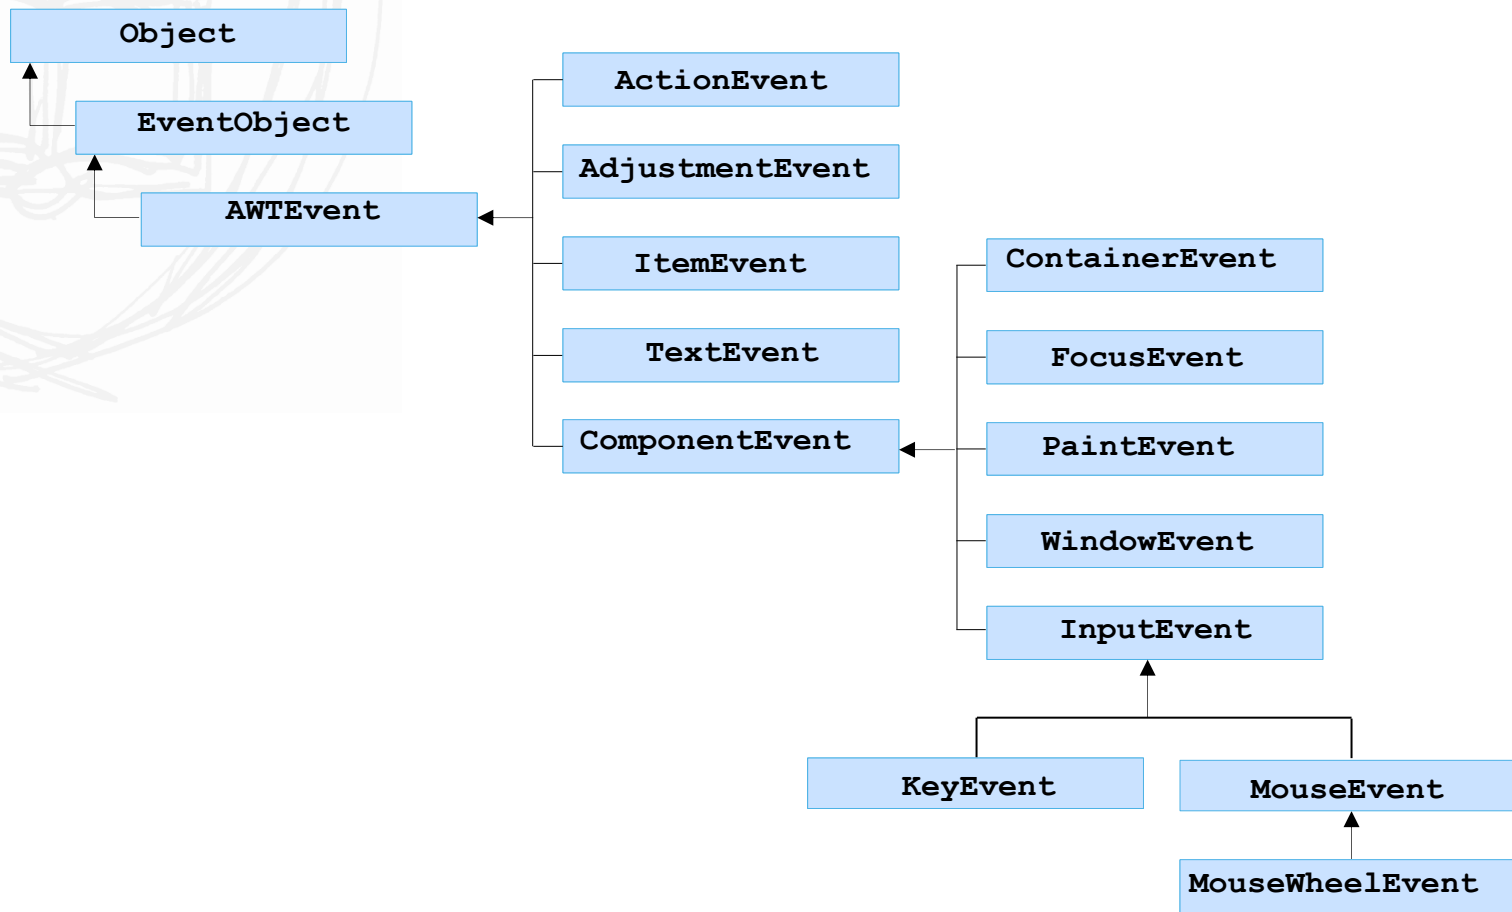 Object
EventObject
AWTEvent
ActionEvent
AdjustmentEvent
ItemEvent
TextEvent
ComponentEvent
ContainerEvent
FocusEvent
PaintEvent
WindowEvent
InputEvent
KeyEvent
MouseEvent
MouseWheelEvent